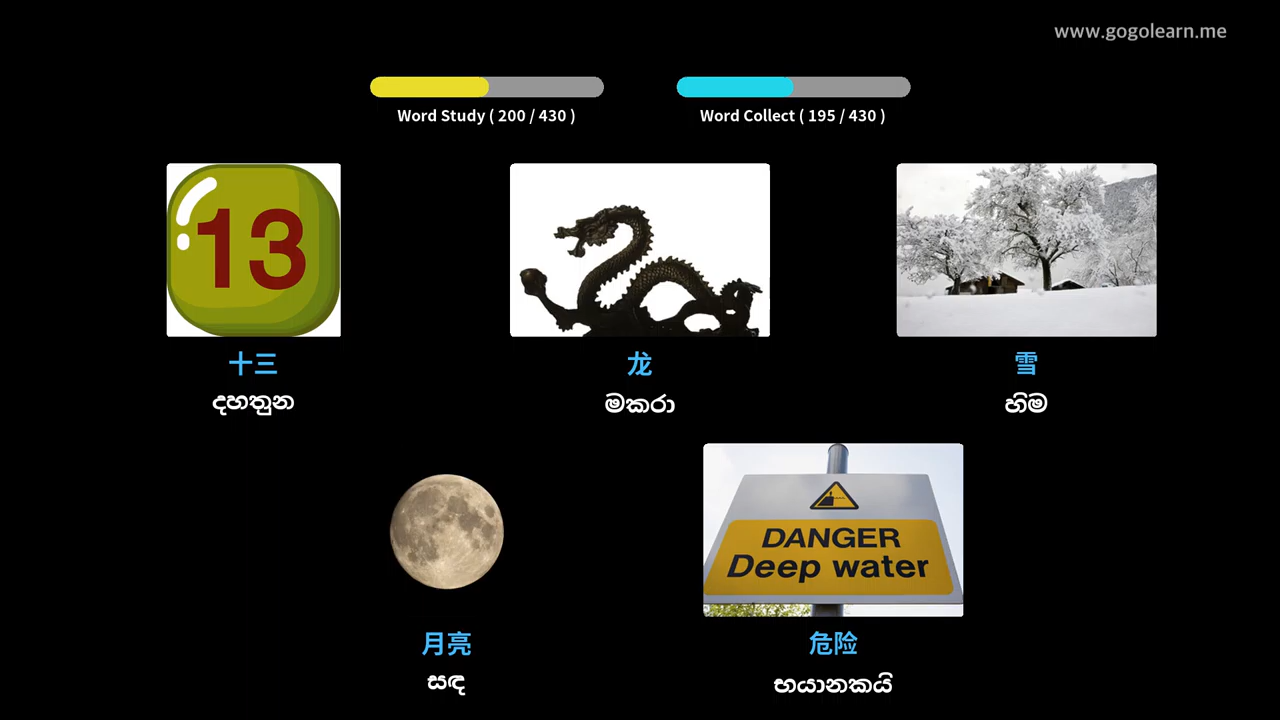 www.gogolearn.me
Word Study ( 200 / 430 )
Word Collect ( 195 / 430 )
13
十三
දහතුන
龙
මකරා
雪
හිම
月亮
සඳ
DANGER
Deep water
危险
භයානකයි